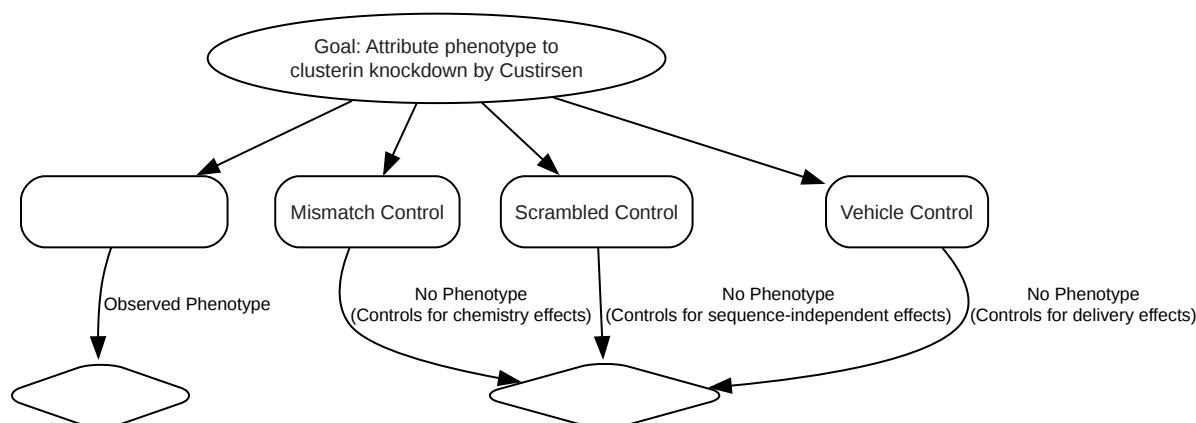 Goal: Attribute phenotype to
clusterin knockdown by Custirsen
Mismatch Control
Scrambled Control
Vehicle Control
Observed Phenotype
No Phenotype
(Controls for chemistry effects)
No Phenotype
(Controls for sequence-independent effects)
No Phenotype
(Controls for delivery effects)